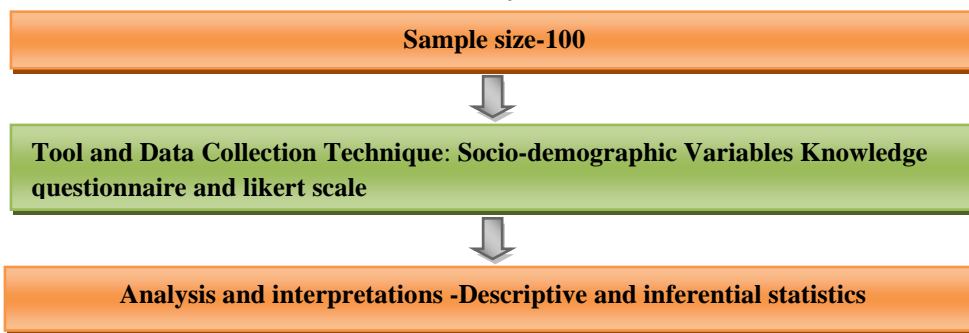 Sample size-100
Tool and Data Collection Technique: Socio-demographic Variables Knowledge
questionnaire and likert scale
Analysis and interpretations -Descriptive and inferential statistics